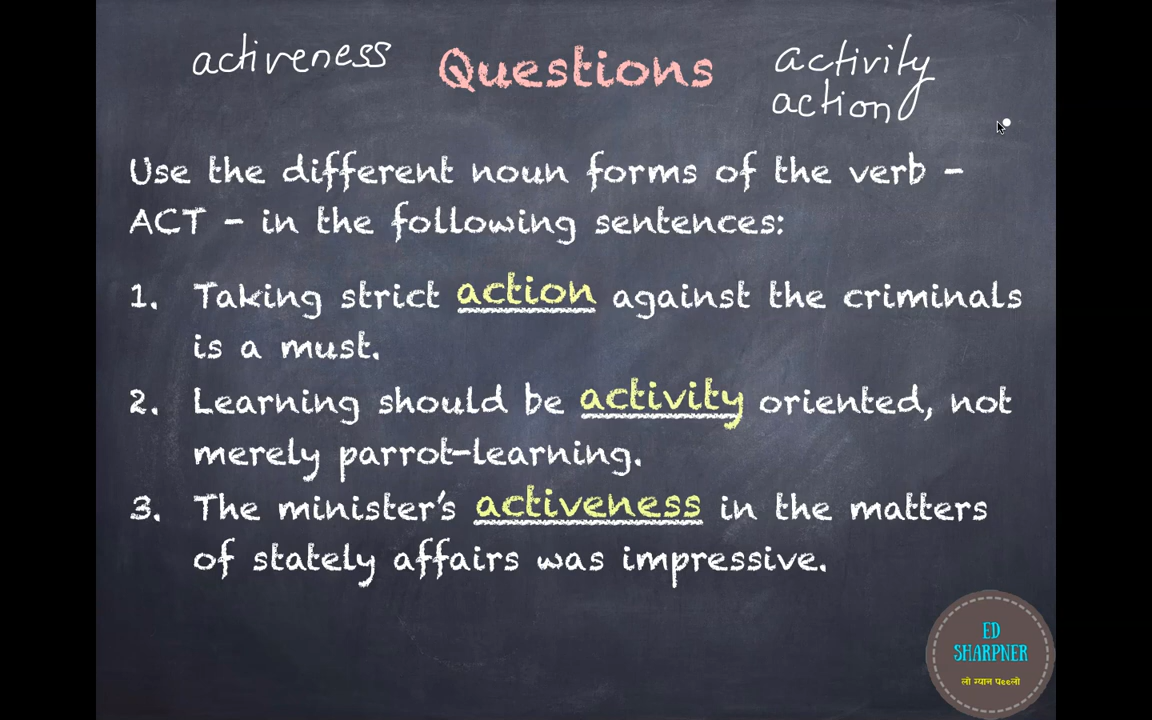 activeness Questions activity
action
Use the different noun forms of the verb -
ACT - in the following sentences:
1. Taking strict action against the criminals
is a must.
2. Learning should be activity oriented, not
merely parrot-learning.
3. The minister's activeness in the matters
of stately affairs was impressive.
ED
SHARPNER
लो ग्यान पeeलो